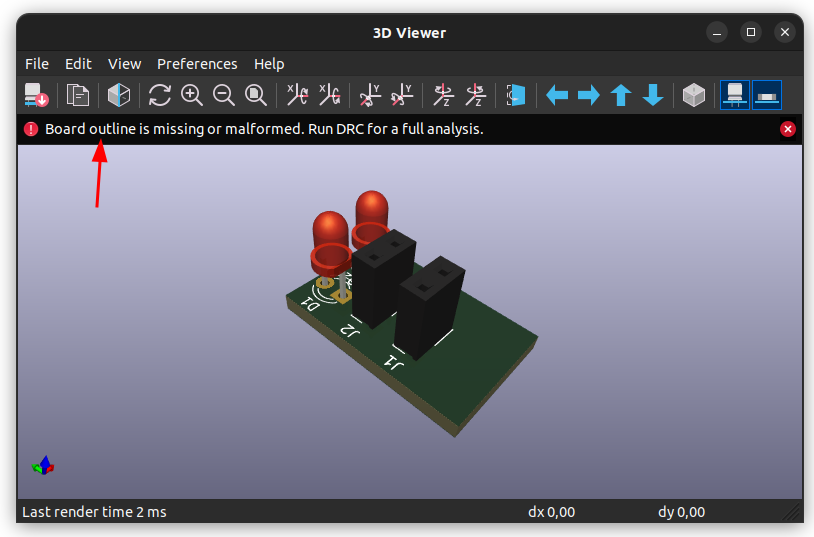 3D Viewer
File Edit View Preferences Help
X X Y Y Z Z
Board outline is missing or malformed. Run DRC for a full analysis.
D1
J2
J1
Last render time 2 ms dx 0,00 dy 0,00